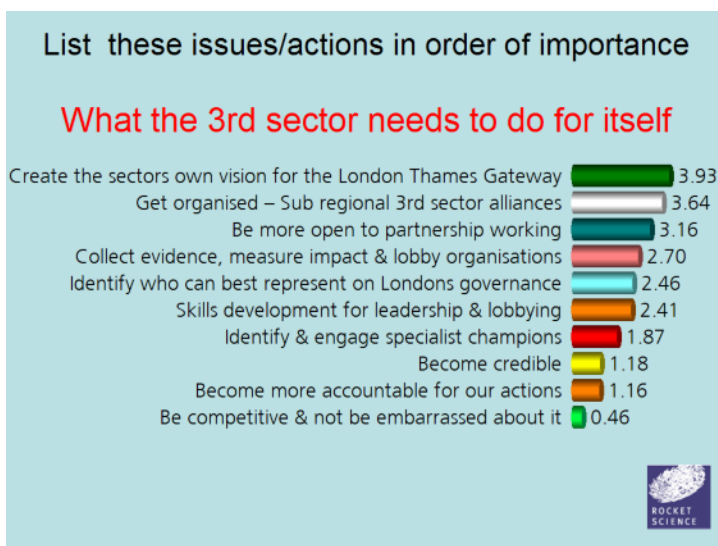 List these issues/actions in order of importance
What the 3rd sector needs to do for itself
Create the sectors own vision for the London Thames Gateway 3.93
Get organised – Sub regional 3rd sector alliances 3.64
Be more open to partnership working 3.16
Collect evidence, measure impact & lobby organisations 2.70
Identify who can best represent on Londons governance 2.46
Skills development for leadership & lobbying 2.41
Identify & engage specialist champions 1.87
Become credible 1.18
Become more accountable for our actions 1.16
Be competitive & not be embarrassed about it 0.46
ROCKET
SCIENCE